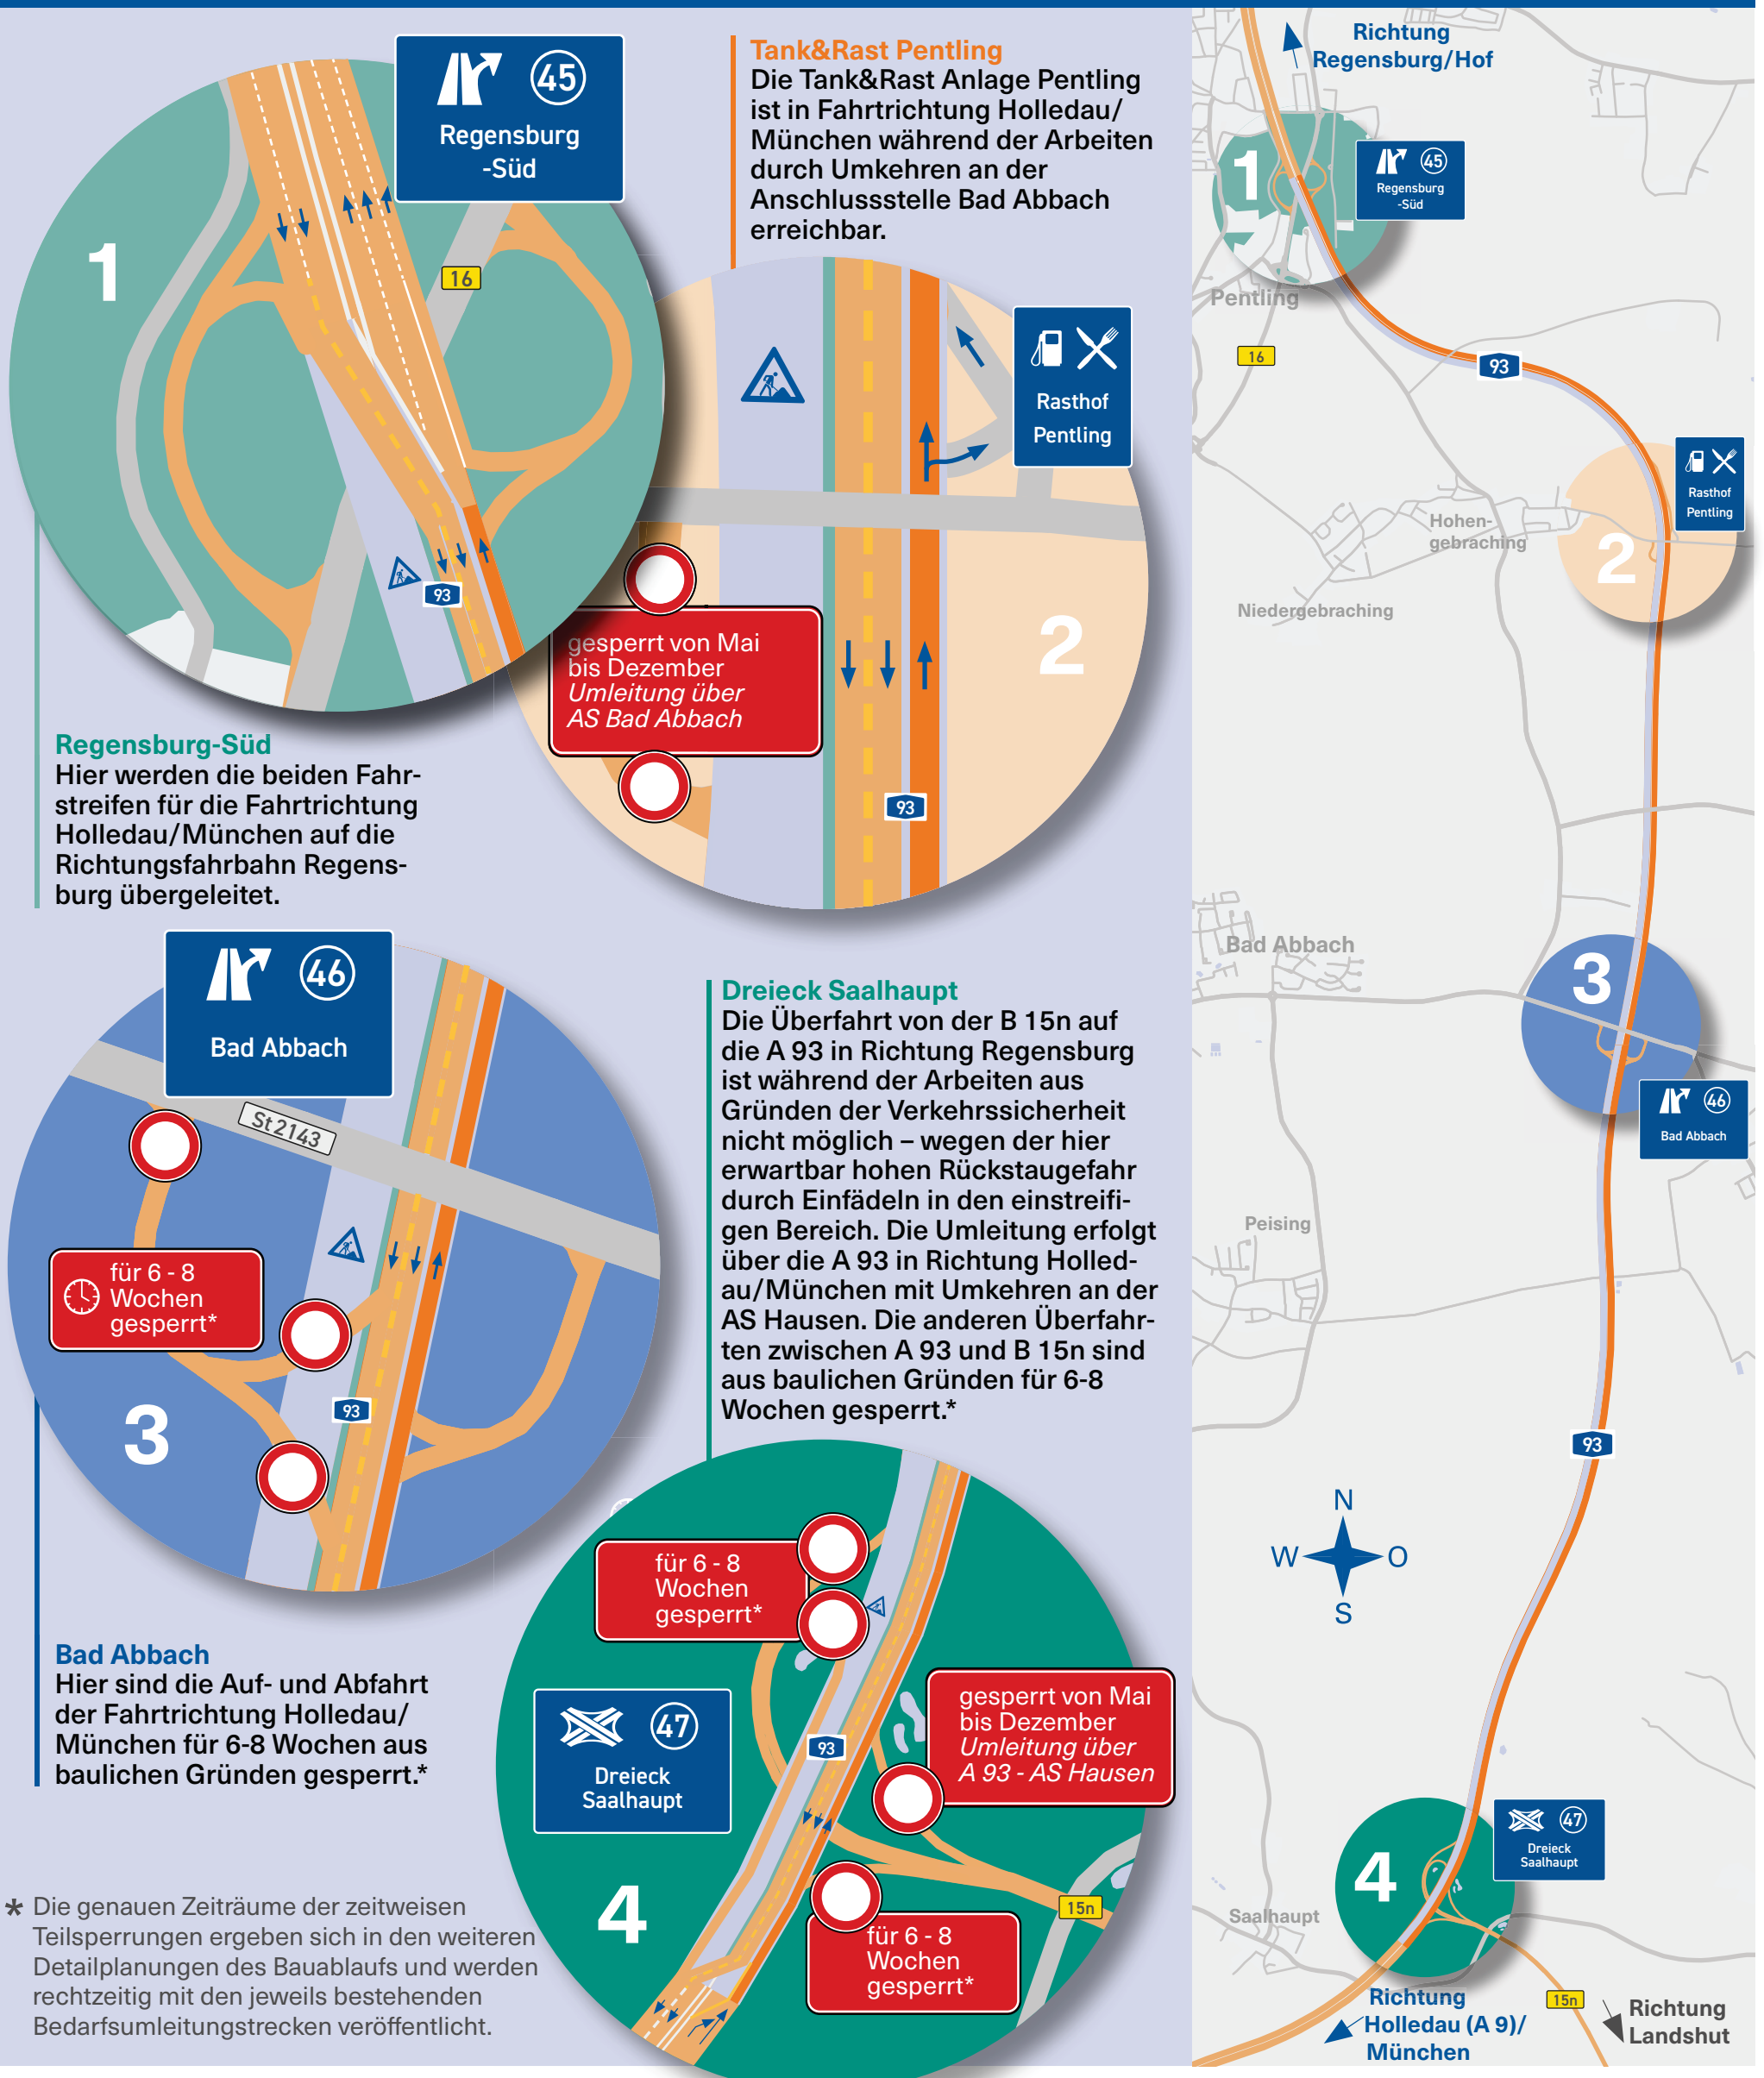 45
Regensburg
-Süd
1
16
93
Regensburg-Süd
Hier werden die beiden Fahr-
streifen für die Fahrtrichtung
Holledau/München auf die
Richtungsfahrbahn Regens-
burg übergeleitet.
Tank&Rast Pentling
Die Tank&Rast Anlage Pentling
ist in Fahrtrichtung Holledau/
München während der Arbeiten
durch Umkehren an der
Anschlussstelle Bad Abbach
erreichbar.
Rasthof
Pentling
gesperrt von Mai
bis Dezember
Umleitung über
AS Bad Abbach
2
93
46
Bad Abbach
St 2143
für 6 - 8
Wochen
gesperrt*
93
3
Bad Abbach
Hier sind die Auf- und Abfahrt
der Fahrtrichtung Holledau/
München für 6-8 Wochen aus
baulichen Gründen gesperrt.*
Dreieck Saalhaupt
Die Überfahrt von der B 15n auf
die A 93 in Richtung Regensburg
ist während der Arbeiten aus
Gründen der Verkehrssicherheit
nicht möglich – wegen der hier
erwartbar hohen Rückstaugefahr
durch Einfädeln in den einstreifi-
gen Bereich. Die Umleitung erfolgt
über die A 93 in Richtung Holled-
au/München mit Umkehren an der
AS Hausen. Die anderen Überfahr-
ten zwischen A 93 und B 15n sind
aus baulichen Gründen für 6-8
Wochen gesperrt.*
für 6 - 8
Wochen
gesperrt*
47
Dreieck
Saalhaupt
93
gesperrt von Mai
bis Dezember
Umleitung über
A 93 - AS Hausen
4
15n
für 6 - 8
Wochen
gesperrt*
* Die genauen Zeiträume der zeitweisen
Teilsperrungen ergeben sich in den weiteren
Detailplanungen des Bauablaufs und werden
rechtzeitig mit den jeweils bestehenden
Bedarfsumleitungstrecken veröffentlicht.
Richtung
Regensburg/Hof
1
45
Regensburg
-Süd
Pentling
16
93
Rasthof
Pentling
Hohen-
gebraching
2
Niedergebraching
Bad Abbach
3
46
Bad Abbach
Peising
93
N
W
O
S
47
Dreieck
Saalhaupt
4
Saalhaupt
Richtung
Holledau (A 9)/
München
15n
Richtung
Landshut